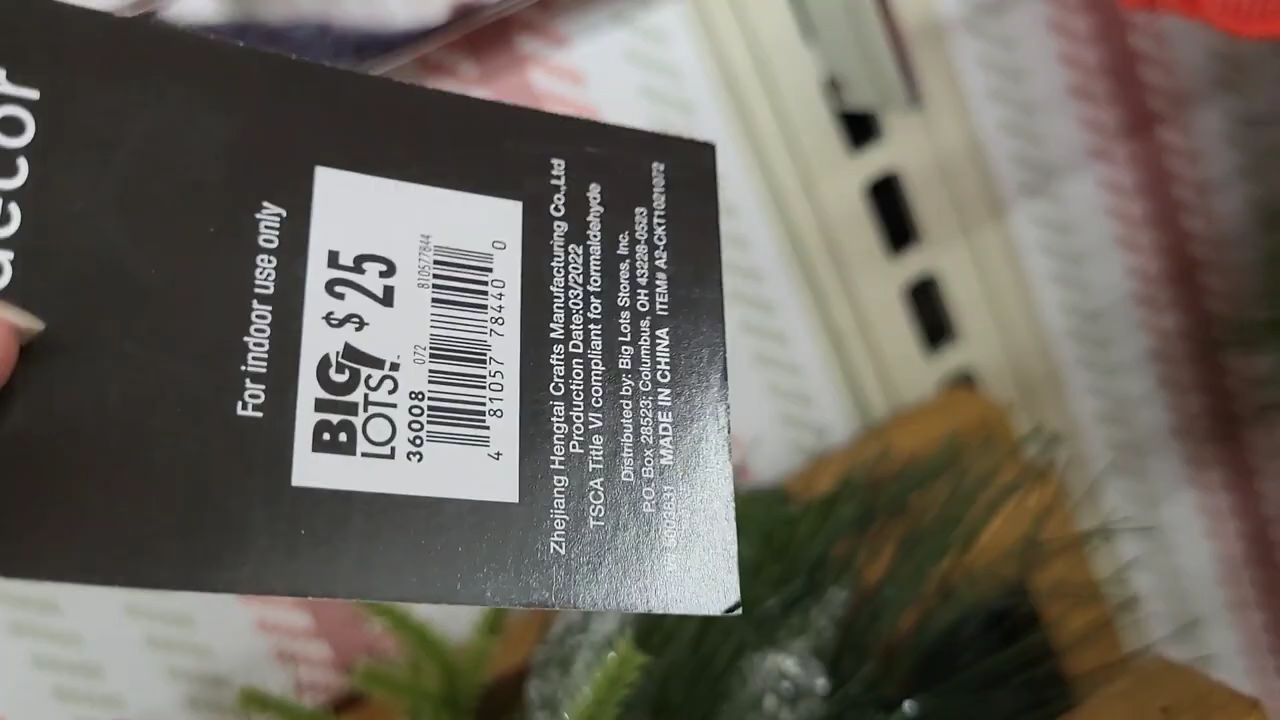 decor
For indoor use only
BIG
LOTS!
$25
36008
072
810577844
4 81057 78440 0
Zhejiang Hengtai Crafts Manufacturing Co.,Ltd
Production Date:03/2022
TSCA Title VI compliant for formaldehyde
Distributed by: Big Lots Stores, Inc.
P.O. Box 28523; Columbus, OH 43228-0523
MADE IN CHINA ITEM# A2-CKT1021072